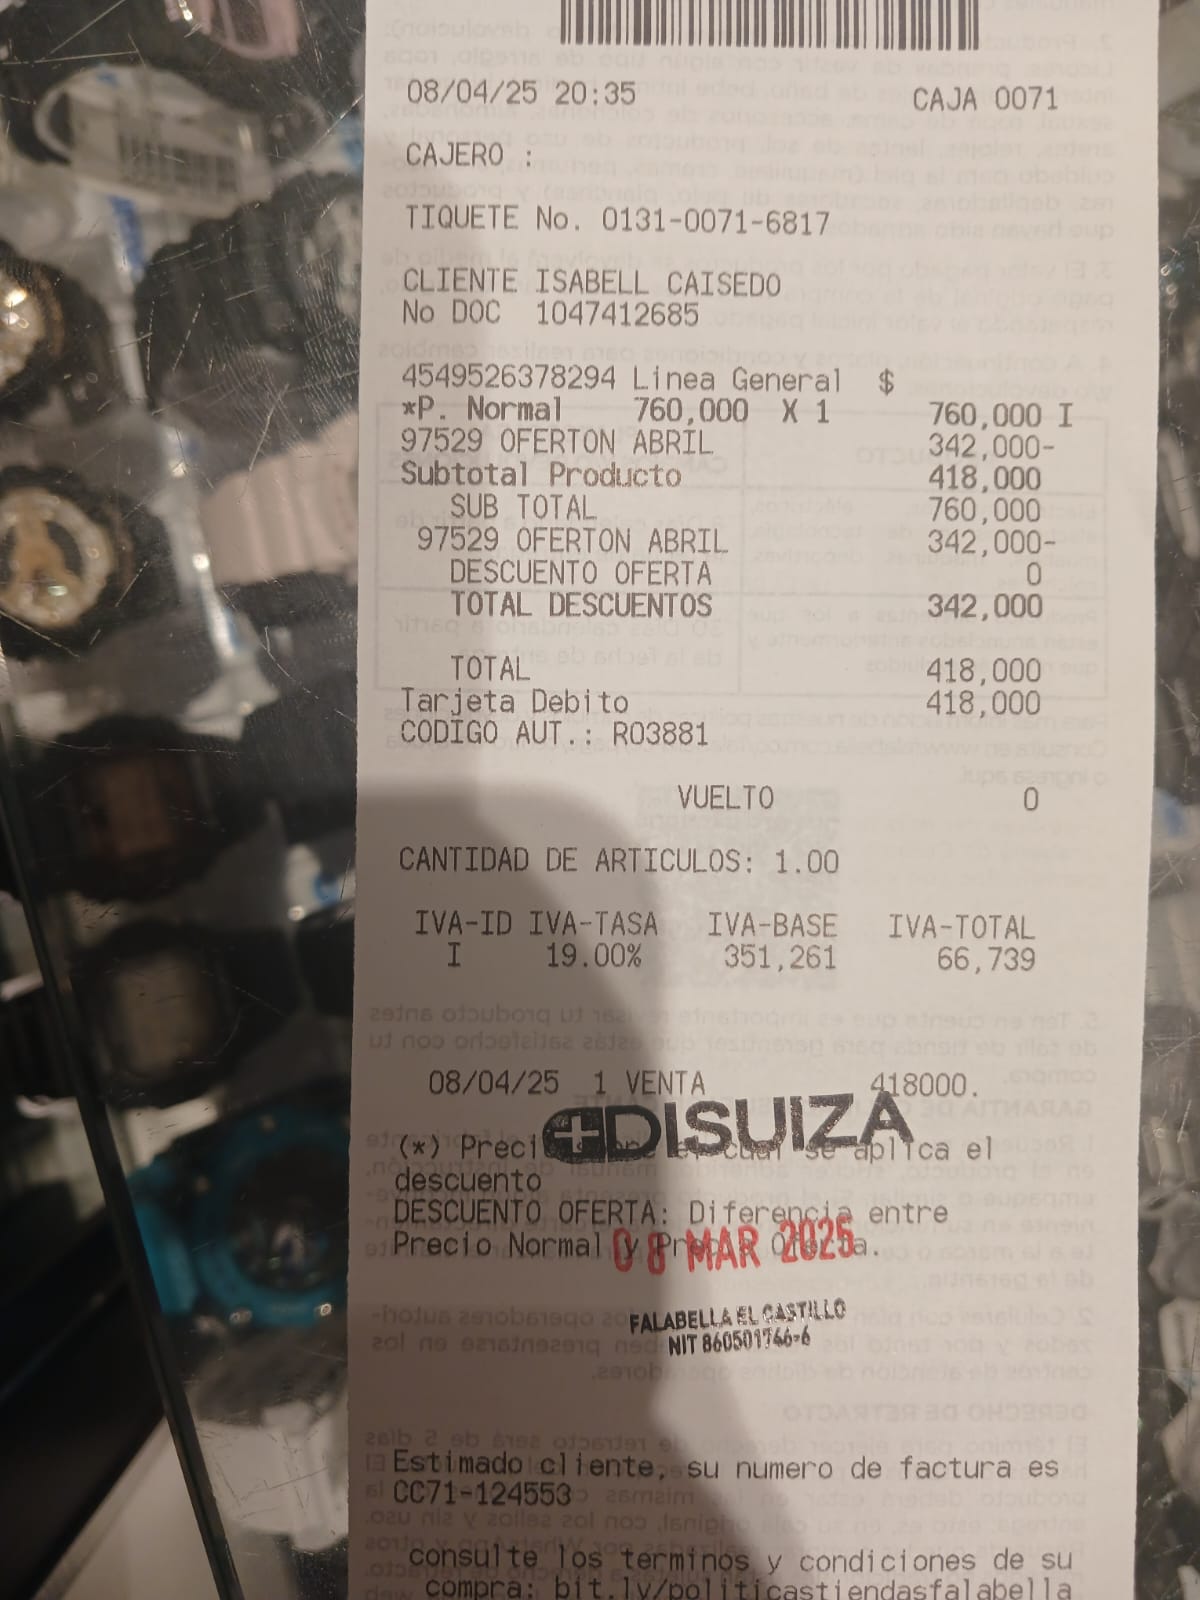 08/04/25 20:35 CAJA 0071
CAJERO :
TIQUETE No. 0131-0071-6817
CLIENTE ISABELL CAISEDO
No DOC 1047412685
4549526378294 Linea General $
*P. Normal 760,000 X 1 760,000 I
97529 OFERTON ABRIL 342,000-
Subtotal Producto 418,000
SUB TOTAL 760,000
97529 OFERTON ABRIL 342,000-
DESCUENTO OFERTA 0
TOTAL DESCUENTOS 342,000
TOTAL 418,000
Tarjeta Debito 418,000
CODIGO AUT.: R03881
VUELTO 0
CANTIDAD DE ARTICULOS: 1.00
IVA-ID IVA-TASA IVA-BASE IVA-TOTAL
I 19.00% 351,261 66,739
08/04/25 1 VENTA 418000.
DISUIZA
(*) Preci se aplica el
descuento
DESCUENTO OFERTA: Diferencia entre
Precio Normal y Precio Oferta.
08 MAR 2025
FALABELLA EL CASTILLO
NIT 860501746-6
Estimado cliente, su numero de factura es
CC71-124553
consulte los terminos y condiciones de su
compra: bit.ly/politicastiendasfalabella